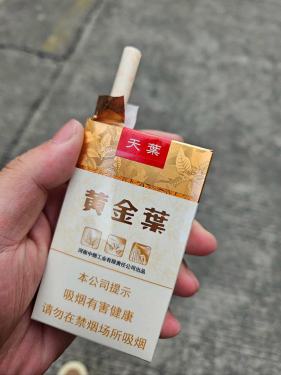 天葉
黄金葉
河南中烟工业有限责任公司出品
本公司提示
吸烟有害健康
请勿在禁烟场所吸烟